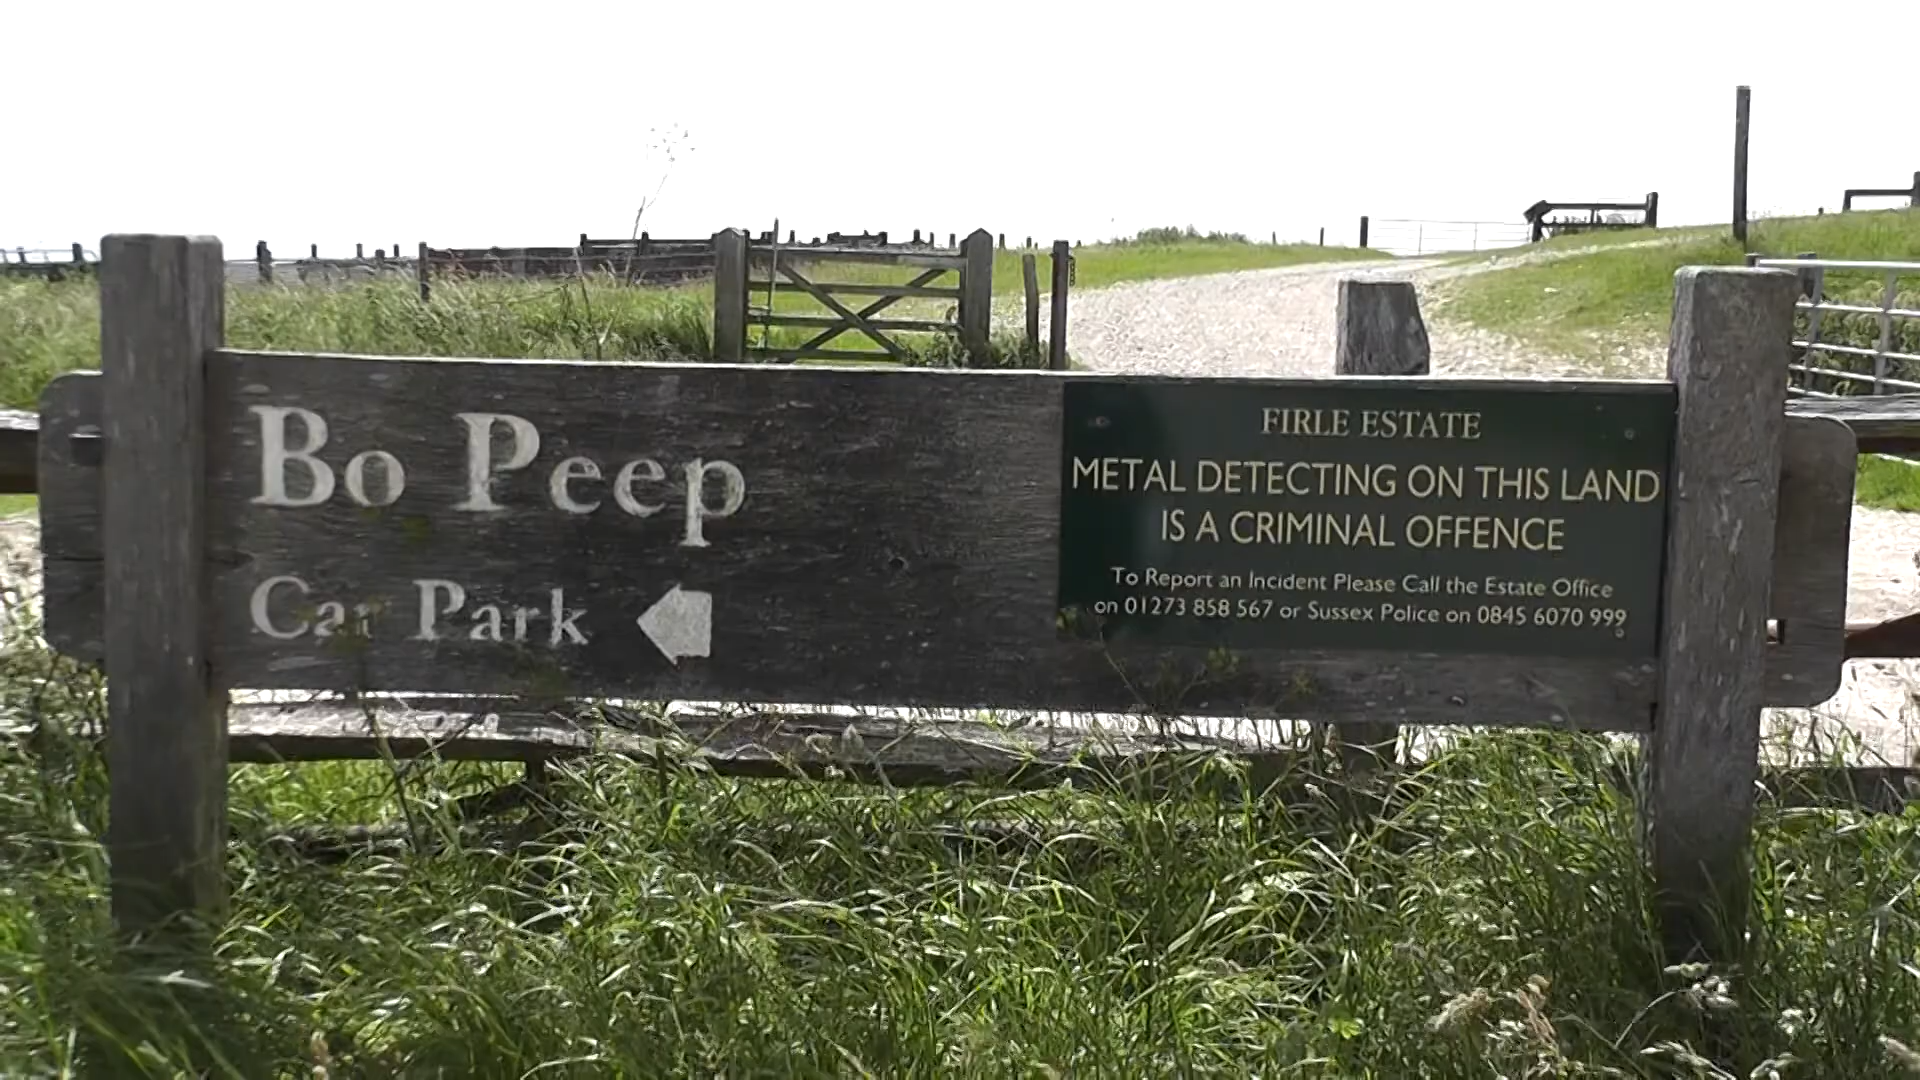 Bo Peep
Car Park
FIRLE ESTATE
METAL DETECTING ON THIS LAND
IS A CRIMINAL OFFENCE
To Report an Incident Please Call the Estate Office
on 01273 858 567 or Sussex Police on 0845 6070 999